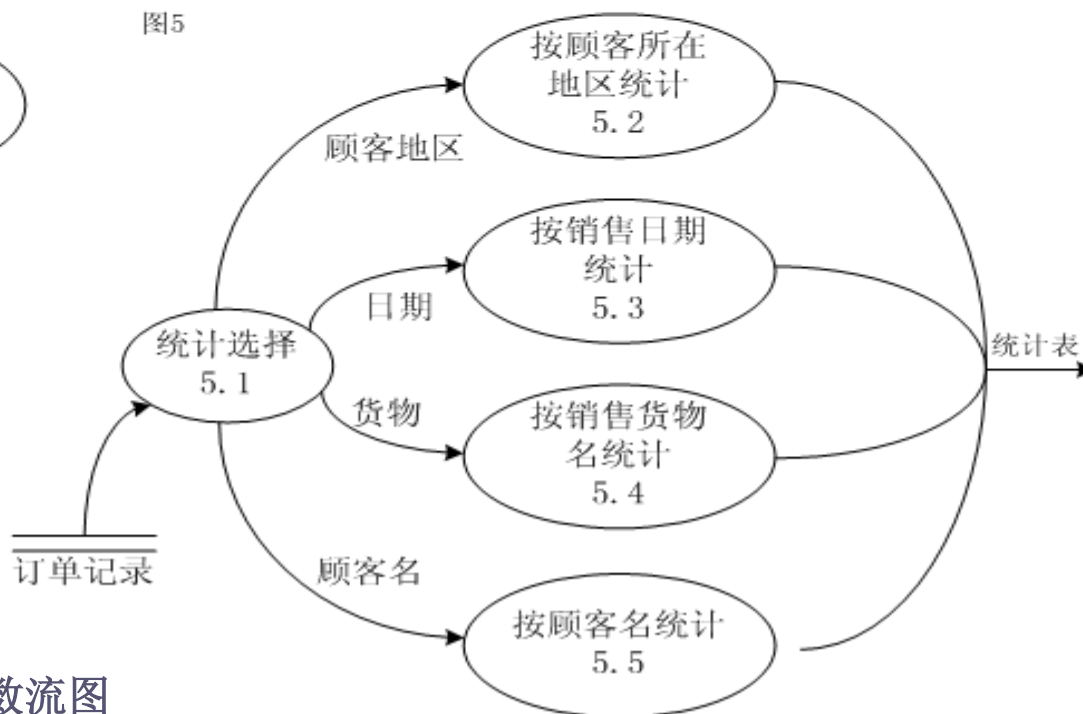 图5
按顾客所在
地区统计
5.2
顾客地区
按销售日期
统计
5.3
日期
统计选择
5.1
统计表
货物
按销售货物
名统计
5.4
订单记录
顾客名
按顾客名统计
5.5
数流图